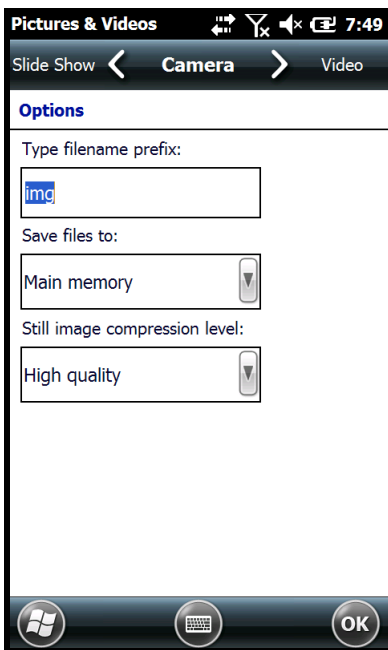 Pictures & Videos 7:49
Slide Show Camera Video
Options
Type filename prefix:
img
Save files to:
Main memory
Still image compression level:
High quality
OK